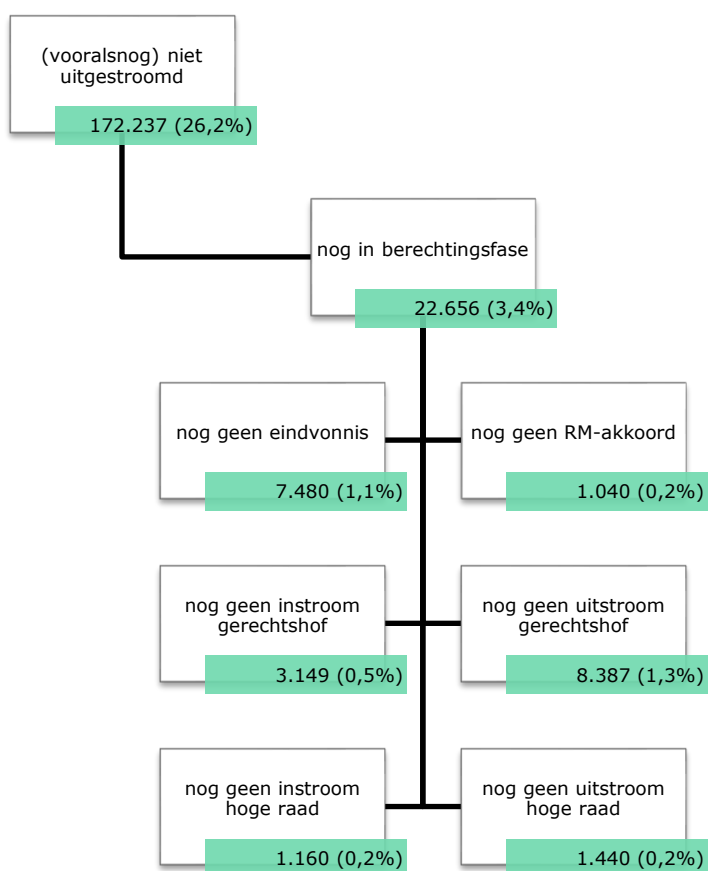 (vooralsnog) niet
uitgestroomd
172.237 (26,2%)
nog in berechtingsfase
22.656 (3,4%)
nog geen eindvonnis
7.480 (1,1%)
nog geen RM-akkoord
1.040 (0,2%)
nog geen instroom
gerechtshof
3.149 (0,5%)
nog geen uitstroom
gerechtshof
8.387 (1,3%)
nog geen instroom
hoge raad
1.160 (0,2%)
nog geen uitstroom
hoge raad
1.440 (0,2%)